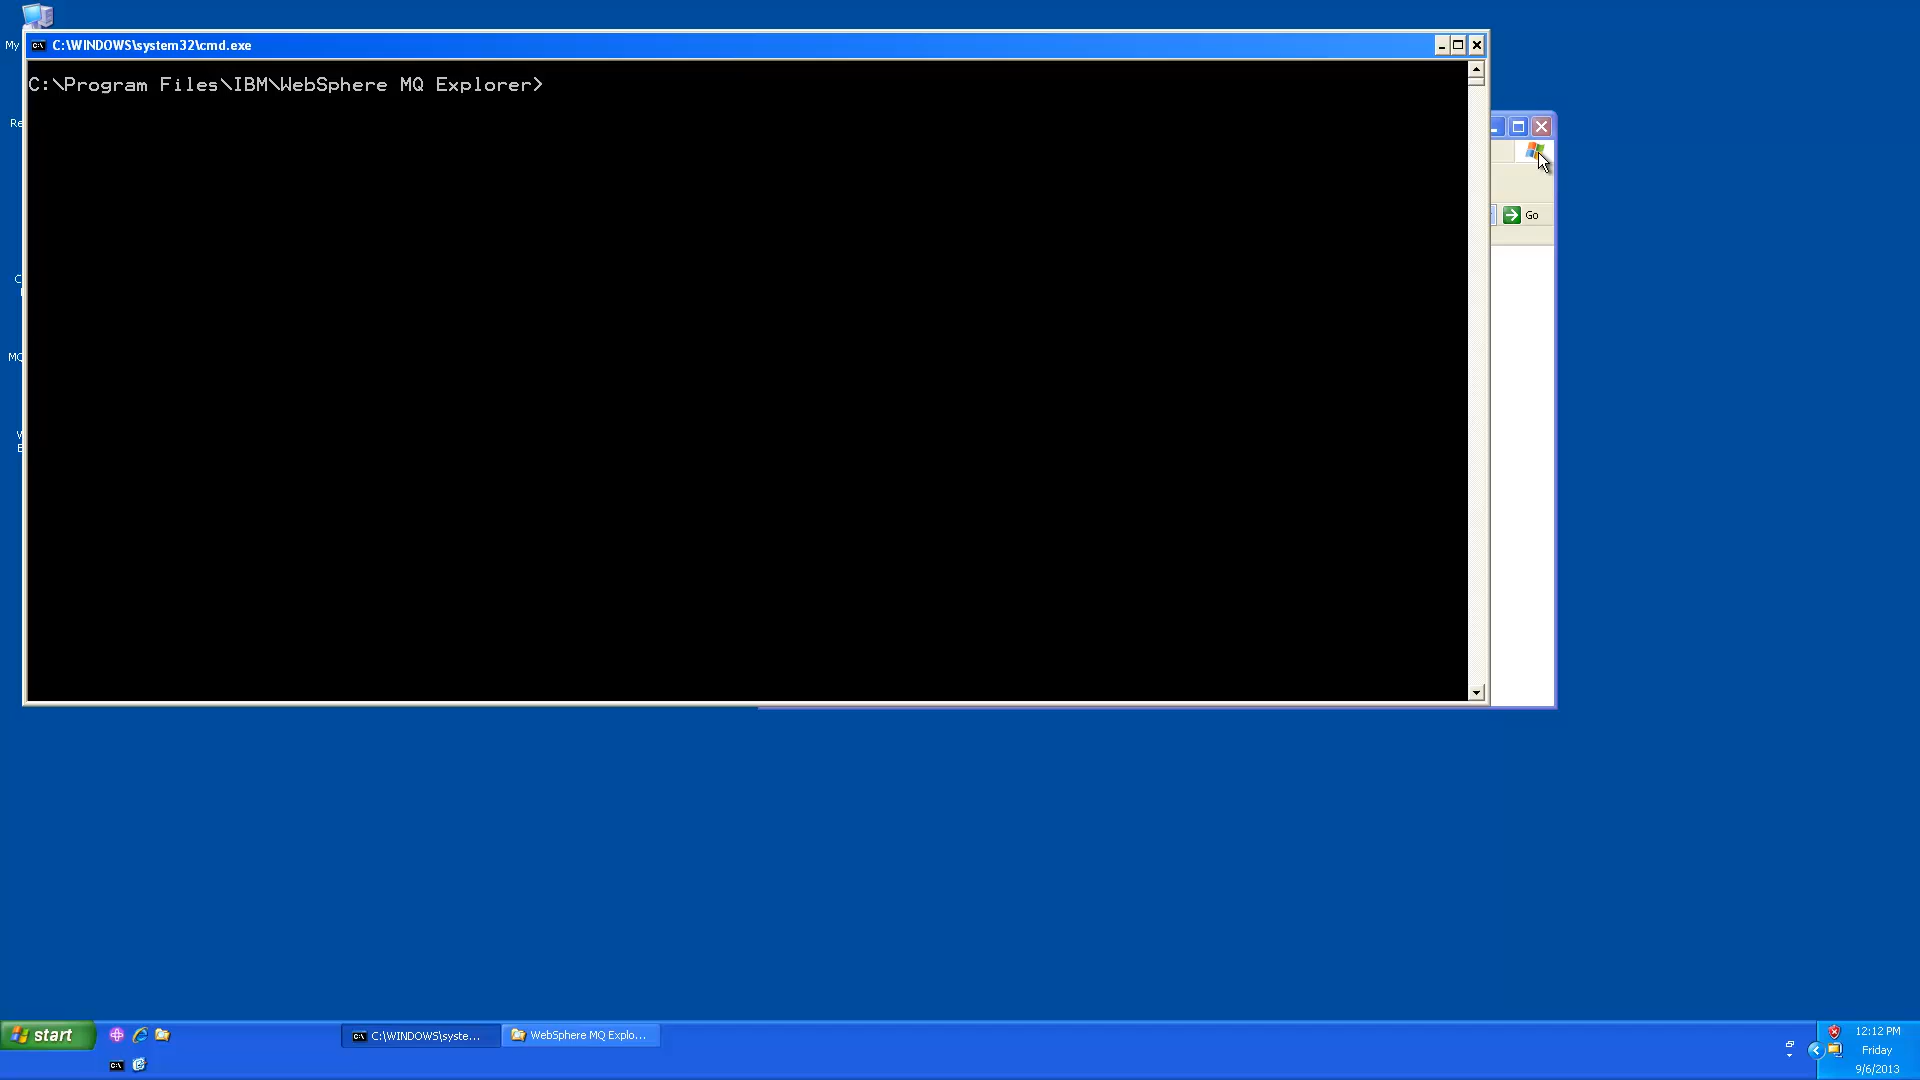 My
C:\WINDOWS\system32\cmd.exe
C:\Program Files\IBM\WebSphere MQ Explorer>
Re
Go
C
MQ
W
E
start
C:\WINDOWS\syste...
WebSphere MQ Explo...
12:12 PM
Friday
9/6/2013